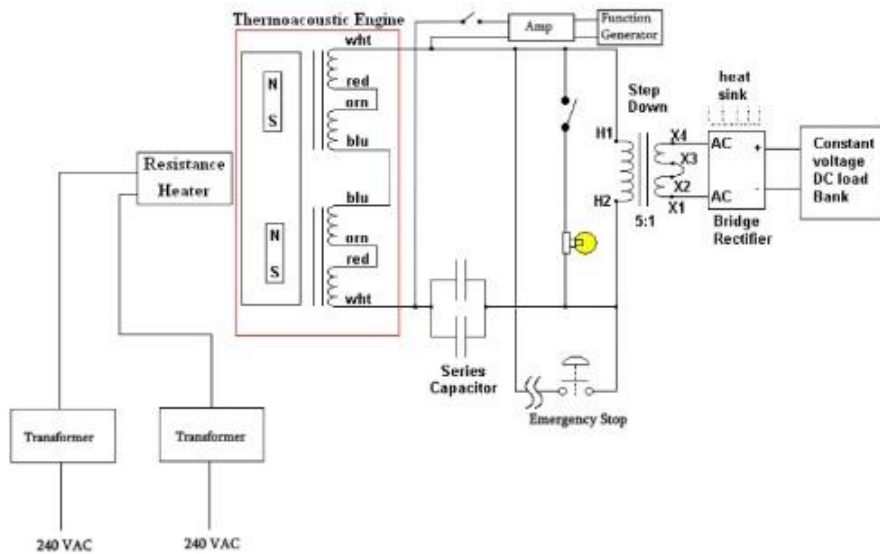 Thermoacoustic Engine
Amp
Function
Generator
wht
red
orn
blu
N
S
blu
orn
red
wht
N
S
Resistance
Heater
Step
Down
H1
H2
5:1
X4
X3
X2
X1
heat
sink
AC
+
AC
-
Bridge
Rectifier
Constant
voltage
DC load
Bank
Series
Capacitor
Emergency Stop
Transformer
Transformer
240 VAC
240 VAC